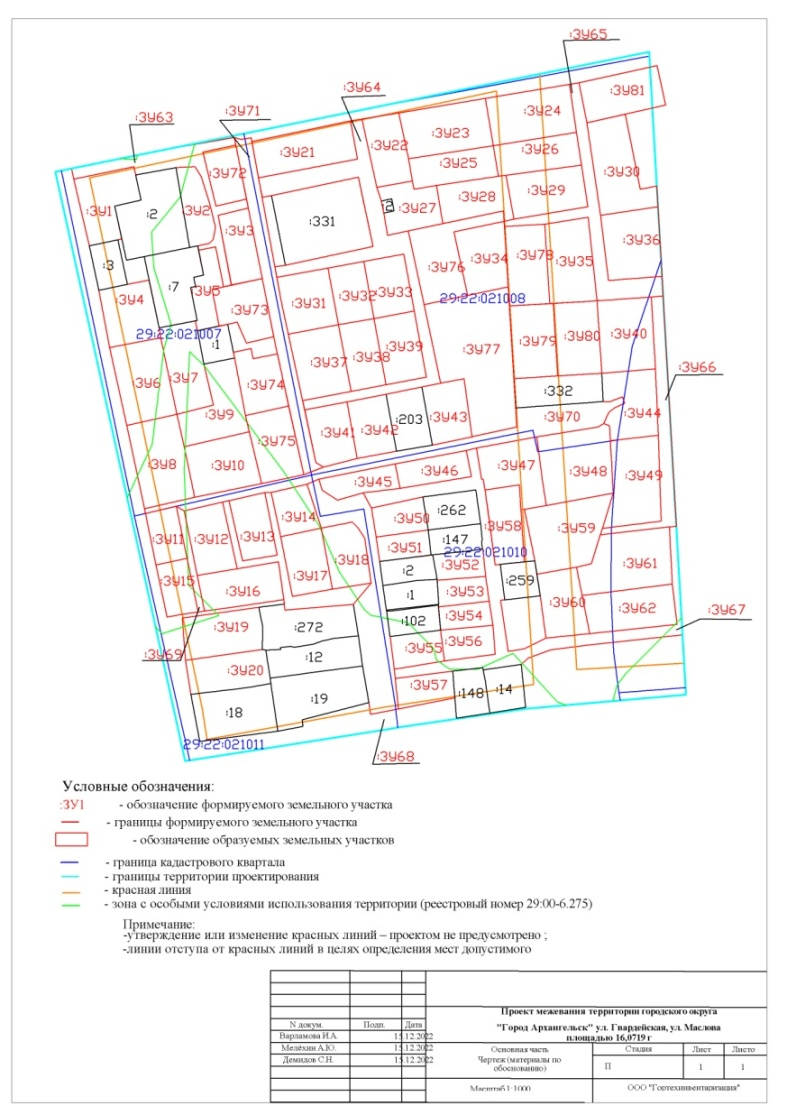 :ЗУ65
:ЗУ64
:ЗУ81
:ЗУ71
:ЗУ63
:ЗУ24
:ЗУ23
:ЗУ22
:ЗУ21
:ЗУ26
:ЗУ25
:ЗУ30
:ЗУ72
:ЗУ29
:ЗУ28
:ЗУ27
:2
:ЗУ1
:2
:ЗУ2
:331
:ЗУ3
:ЗУ36
:ЗУ78
:ЗУ34
:ЗУ35
:ЗУ76
:3
:7
:ЗУ5
:ЗУ4
:ЗУ31
:ЗУ32
:ЗУ33
29:22:021008
:ЗУ73
29:22:021007
:1
:ЗУ77
:ЗУ79
:ЗУ80
:ЗУ40
:ЗУ37
:ЗУ38
:ЗУ39
:ЗУ66
:ЗУ6
:ЗУ7
:ЗУ74
:332
:ЗУ9
:203
:ЗУ43
:ЗУ70
:ЗУ44
:ЗУ41
:ЗУ42
:ЗУ75
:ЗУ8
:ЗУ10
:ЗУ47
:ЗУ48
:ЗУ49
:ЗУ46
:ЗУ45
:262
:ЗУ50
:ЗУ14
:ЗУ58
:ЗУ59
:ЗУ11
:ЗУ12
:ЗУ13
:147
:ЗУ51
29:22:021010
:ЗУ18
:ЗУ52
:2
:ЗУ61
:ЗУ17
:ЗУ15
:259
:ЗУ16
:ЗУ53
:1
:ЗУ60
:ЗУ62
:ЗУ67
:ЗУ54
:102
:ЗУ19
:272
:ЗУ56
:ЗУ55
:ЗУ69
:12
:ЗУ20
:ЗУ57
:148
:14
:19
:18
29:22:021011
:ЗУ68
Условные обозначения:
:ЗУ1 - обозначение формируемого земельного участка
- границы формируемого земельного участка
- обозначение образуемых земельных участков
- граница кадастрового квартала
- границы территории проектирования
- красная линия
- зона с особыми условиями использования территории (реестровый номер 29:00-6.275)
Примечание:
-утверждение или изменение красных линий – проектом не предусмотрено ;
-линии отступа от красных линий в целях определения мест допустимого
Проект межевания территории городского округа
"Город Архангельск" ул. Гвардейская, ул. Маслова
площадью 16,0719 г
N докум. Подп. Дата
Варламова И.А. 15.12.2022
Мелёхин А.Ю. 15.12.2022
Демидов С.Н. 15.12.2022
Основная часть
Чертеж (материалы по
обоснованию)
Стадия Лист Листо
П 1 1
Масштаб 1:1000
ООО "Гортехинвентаризация"